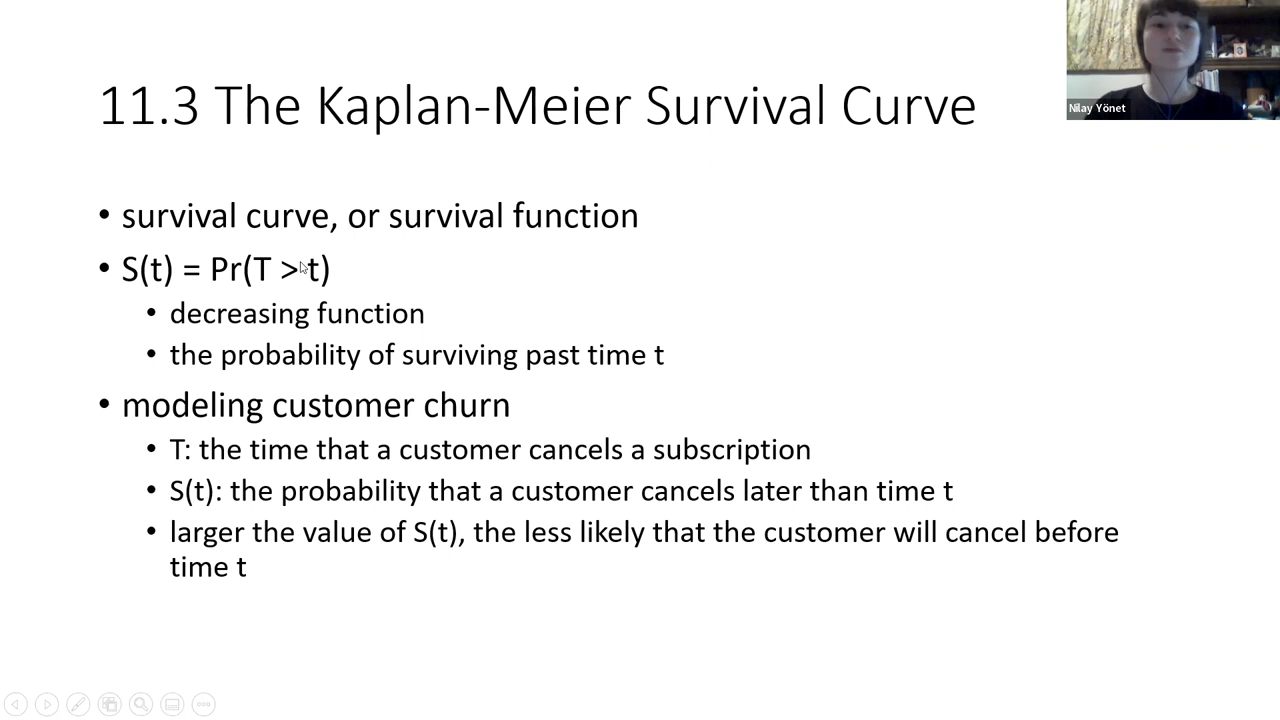 11.3 The Kaplan-Meier Survival Curve
Nilay Yönet
• survival curve, or survival function
• S(t) = Pr(T > t)
• decreasing function
• the probability of surviving past time t
• modeling customer churn
• T: the time that a customer cancels a subscription
• S(t): the probability that a customer cancels later than time t
• larger the value of S(t), the less likely that the customer will cancel before
time t